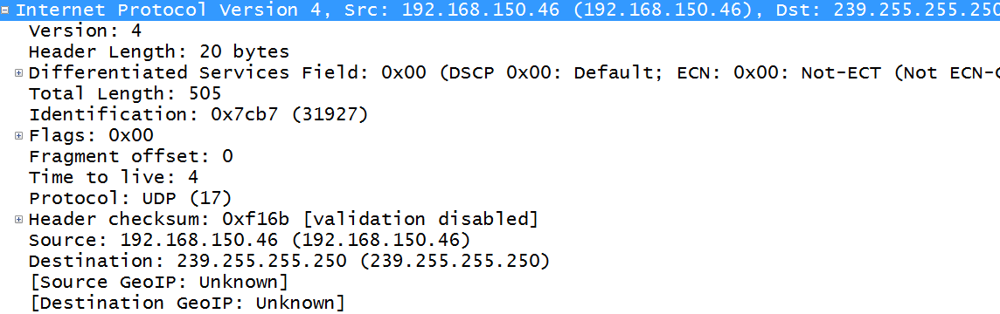 Internet Protocol Version 4, Src: 192.168.150.46 (192.168.150.46), Dst: 239.255.255.250
Version: 4
Header Length: 20 bytes
Differentiated Services Field: 0x00 (DSCP 0x00: Default; ECN: 0x00: Not-ECT (Not ECN-C
Total Length: 505
Identification: 0x7cb7 (31927)
Flags: 0x00
Fragment offset: 0
Time to live: 4
Protocol: UDP (17)
Header checksum: 0xf16b [validation disabled]
Source: 192.168.150.46 (192.168.150.46)
Destination: 239.255.255.250 (239.255.255.250)
[Source GeoIP: Unknown]
[Destination GeoIP: Unknown]